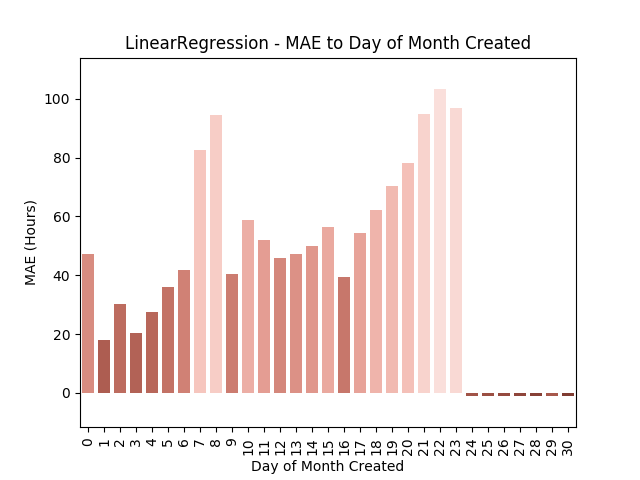 LinearRegression - MAE to Day of Month Created
MAE (Hours)
100
80
60
40
20
0
0 1 2 3 4 5 6 7 8 9 10 11 12 13 14 15 16 17 18 19 20 21 22 23 24 25 26 27 28 29 30
Day of Month Created